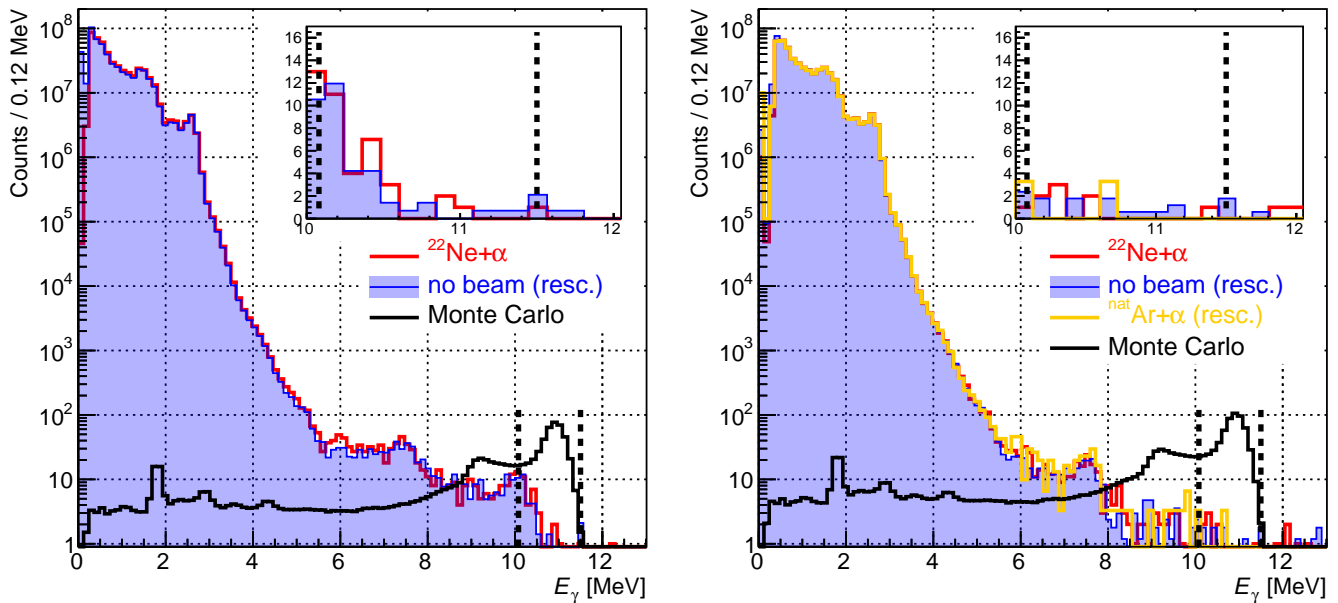 10⁸
10⁷
10⁶
10⁵
10⁴
10³
10²
10
1
Counts / 0.12 MeV
0 2 4 6 8 10 12
E_γ [MeV]
16
14
12
10
8
6
4
2
0
10 11 12
²²Ne+α
no beam (resc.)
Monte Carlo
10⁸
10⁷
10⁶
10⁵
10⁴
10³
10²
10
1
Counts / 0.12 MeV
0 2 4 6 8 10 12
E_γ [MeV]
16
14
12
10
8
6
4
2
0
10 11 12
²²Ne+α
no beam (resc.)
ⁿᵃᵗAr+α (resc.)
Monte Carlo